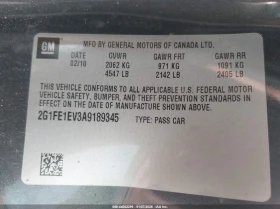 GM
MFD BY GENERAL MOTORS OF CANADA LTD.
DATE GVWR GAWR FRT GAWR RR
02/10 2062 KG 971 KG 1091 KG
4547 LB 2142 LB 2405 LB
THIS VEHICLE CONFORMS TO ALL APPLICABLE U.S. FEDERAL MOTOR
VEHICLE SAFETY, BUMPER, AND THEFT PREVENTION STANDARDS IN
EFFECT ON THE DATE OF MANUFACTURE SHOWN ABOVE.
2G1FE1EV3A9189345 TYPE: PASS CAR